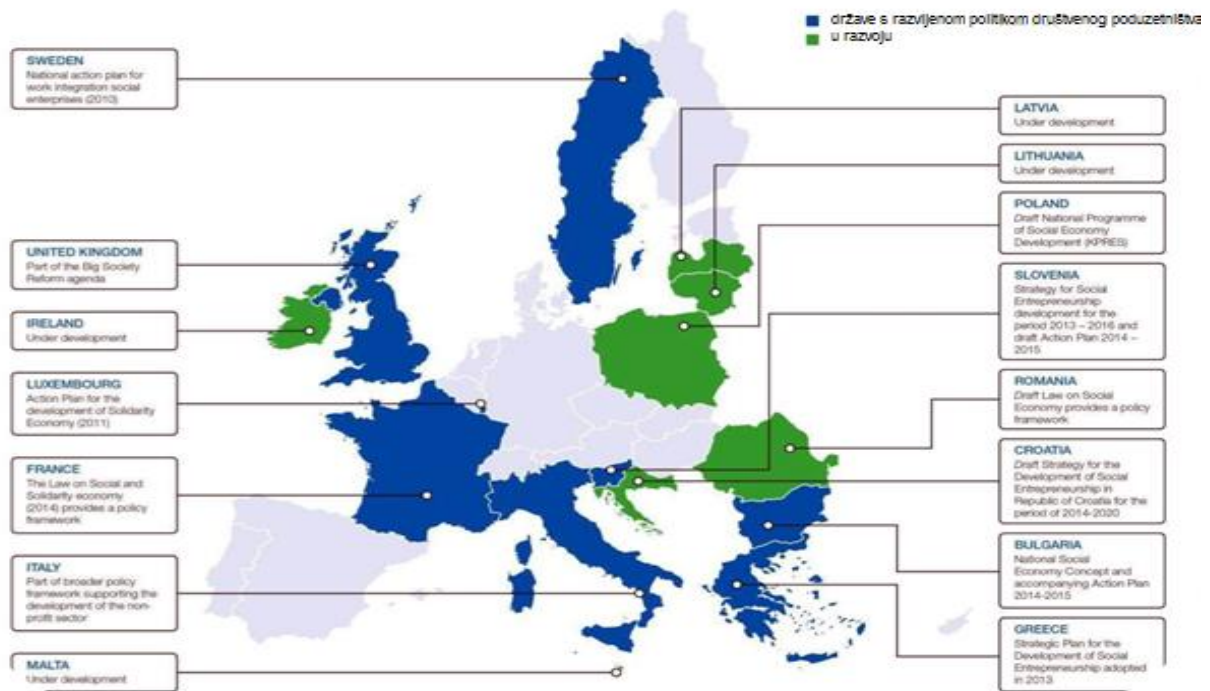 države s razvijenom politikom društvenog poduzetništva
u razvoju
SWEDEN
National action plan for
work integration social
enterprises (2010)
UNITED KINGDOM
Part of the Big Society
Reform agenda
IRELAND
Under development
LUXEMBOURG
Action Plan for the
development of Solidarity
Economy (2011)
FRANCE
The Law on Social and
Solidarity economy
(2014) provides a policy
framework
ITALY
Part of broader policy
framework supporting the
development of the non-
profit sector
MALTA
Under development
LATVIA
Under development
LITHUANIA
Under development
POLAND
Draft National Programme
of Social Economy
Development (KPRES)
SLOVENIA
Strategy for Social
Entrepreneurship
development for the
period 2013 – 2016 and
draft Action Plan 2014 –
2015
ROMANIA
Draft Law on Social
Economy provides a policy
framework
CROATIA
Draft Strategy for the
Development of Social
Entrepreneurship in
Republic of Croatia for the
period of 2014-2020
BULGARIA
National Social
Economy Concept and
accompanying Action Plan
2014-2015
GREECE
Strategic Plan for the
Development of Social
Entrepreneurship adopted
in 2013